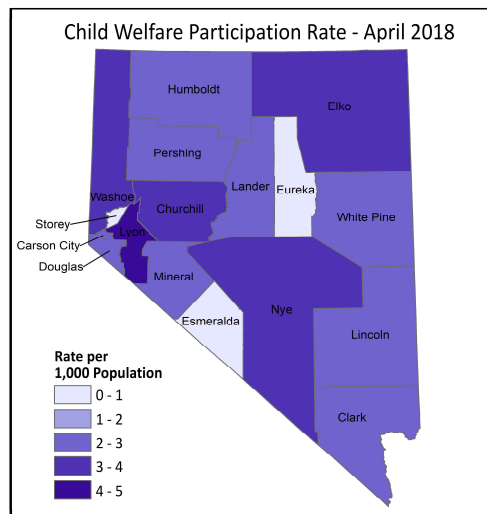 Child Welfare Participation Rate - April 2018
Humboldt
Elko
Pershing
Lander
Eureka
Washoe
Churchill
White Pine
Storey
Lyon
Carson City
Douglas
Mineral
Esmeralda
Nye
Lincoln
Clark
Rate per
1,000 Population
0 - 1
1 - 2
2 - 3
3 - 4
4 - 5